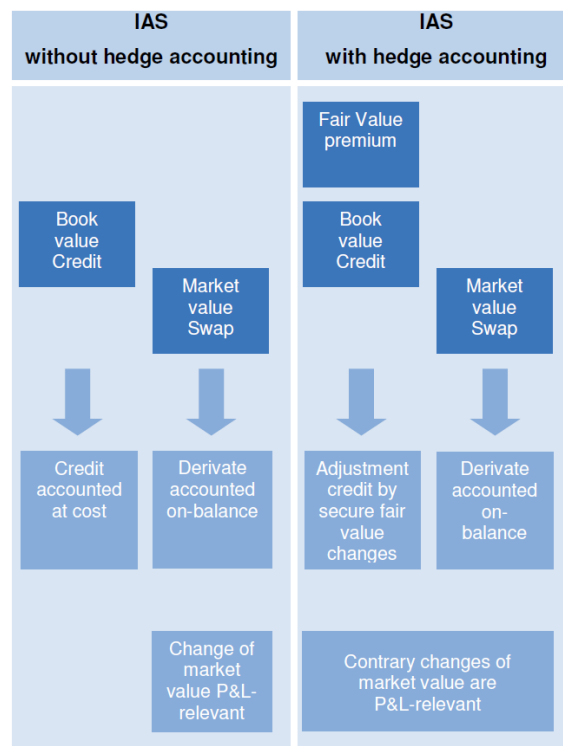 IAS
without hedge accounting
IAS
with hedge accounting
Fair Value
premium
Book
value
Credit
Book
value
Credit
Market
value
Swap
Market
value
Swap
Credit
accounted
at cost
Derivate
accounted
on-balance
Adjustment
credit by
secure fair
value
changes
Derivate
accounted
on-
balance
Change of
market
value P&L-
relevant
Contrary changes of
market value are
P&L-relevant